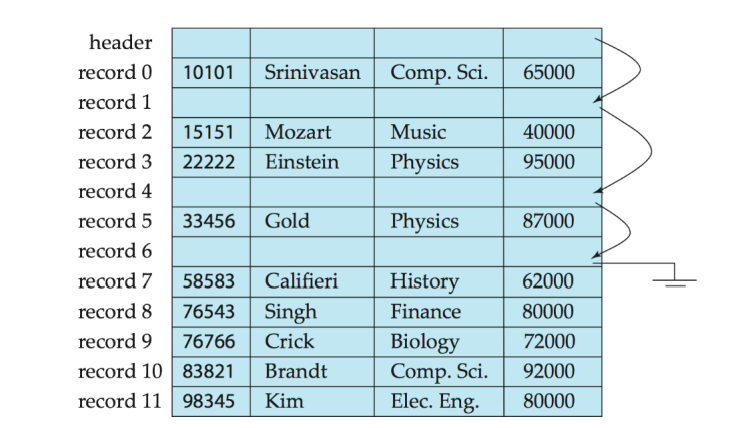 header
record 0 10101 Srinivasan Comp. Sci. 65000
record 1
record 2 15151 Mozart Music 40000
record 3 22222 Einstein Physics 95000
record 4
record 5 33456 Gold Physics 87000
record 6
record 7 58583 Califieri History 62000
record 8 76543 Singh Finance 80000
record 9 76766 Crick Biology 72000
record 10 83821 Brandt Comp. Sci. 92000
record 11 98345 Kim Elec. Eng. 80000